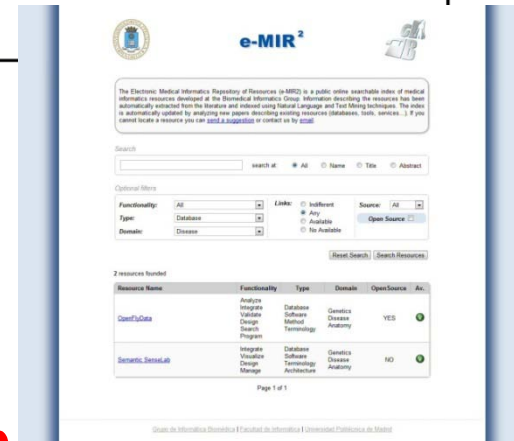 e-MIR²
The Electronic Medical Informatics Repository of Resources (e-MIR2) is a public online searchable index of medical
informatics resources developed at the Biomedical Informatics Group. Information describing the resources has been
automatically extracted from the literature and indexed using Natural Language and Text Mining techniques. The index
is automatically updated by analyzing new papers describing existing resources (databases, tools, services...). If you
cannot locate a resource you can send a suggestion or contact us by email.
Search
search at: All Name Title Abstract
Optional filters
Functionality: All Links: Indifferent Source: All
Any
Type: Database Available Open Source
Domain: Disease No Available
Reset Search Search Resources
2 resources founded
Resource Name Functionality Type Domain OpenSource Av.
OpenFlyData Analyze Integrate Validate Design Search Program Database Software Method Terminology Genetics Disease Anatomy YES
Semantic SenseLab Integrate Visualize Design Manage Database Software Terminology Architecture Genetics Disease Anatomy NO
Page 1 of 1
Grupo de Informática Biomédica | Facultad de Informática | Universidad Politécnica de Madrid